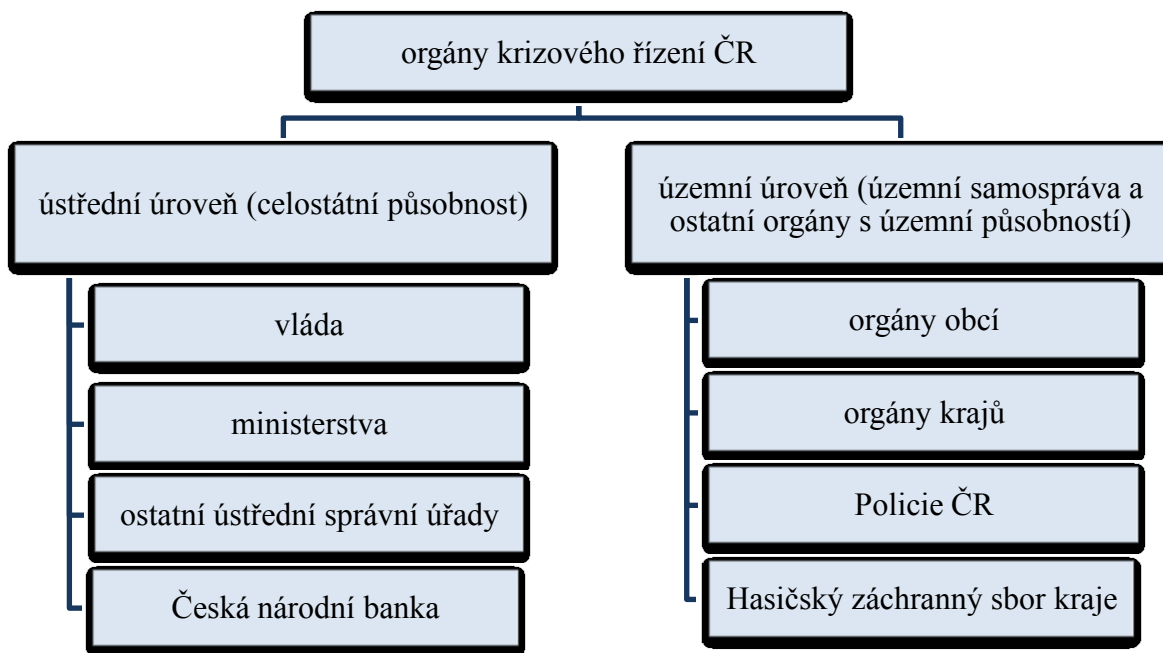 orgány krizového řízení ČR
ústřední úroveň (celostátní působnost)
vláda
ministerstva
ostatní ústřední správní úřady
Česká národní banka
územní úroveň (územní samospráva a
ostatní orgány s územní působností)
orgány obcí
orgány krajů
Policie ČR
Hasičský záchranný sbor kraje